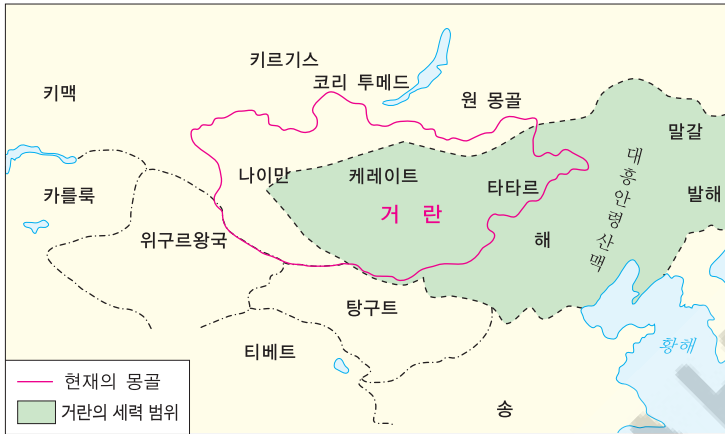 키르기스
코리 투메드
키맥
원 몽골
말갈
나이만
케레이트
타타르
대흥안령산맥
카를룩
발해
거 란
위구르왕국
해
탕구트
티베트
황해
송
현재의 몽골
거란의 세력 범위